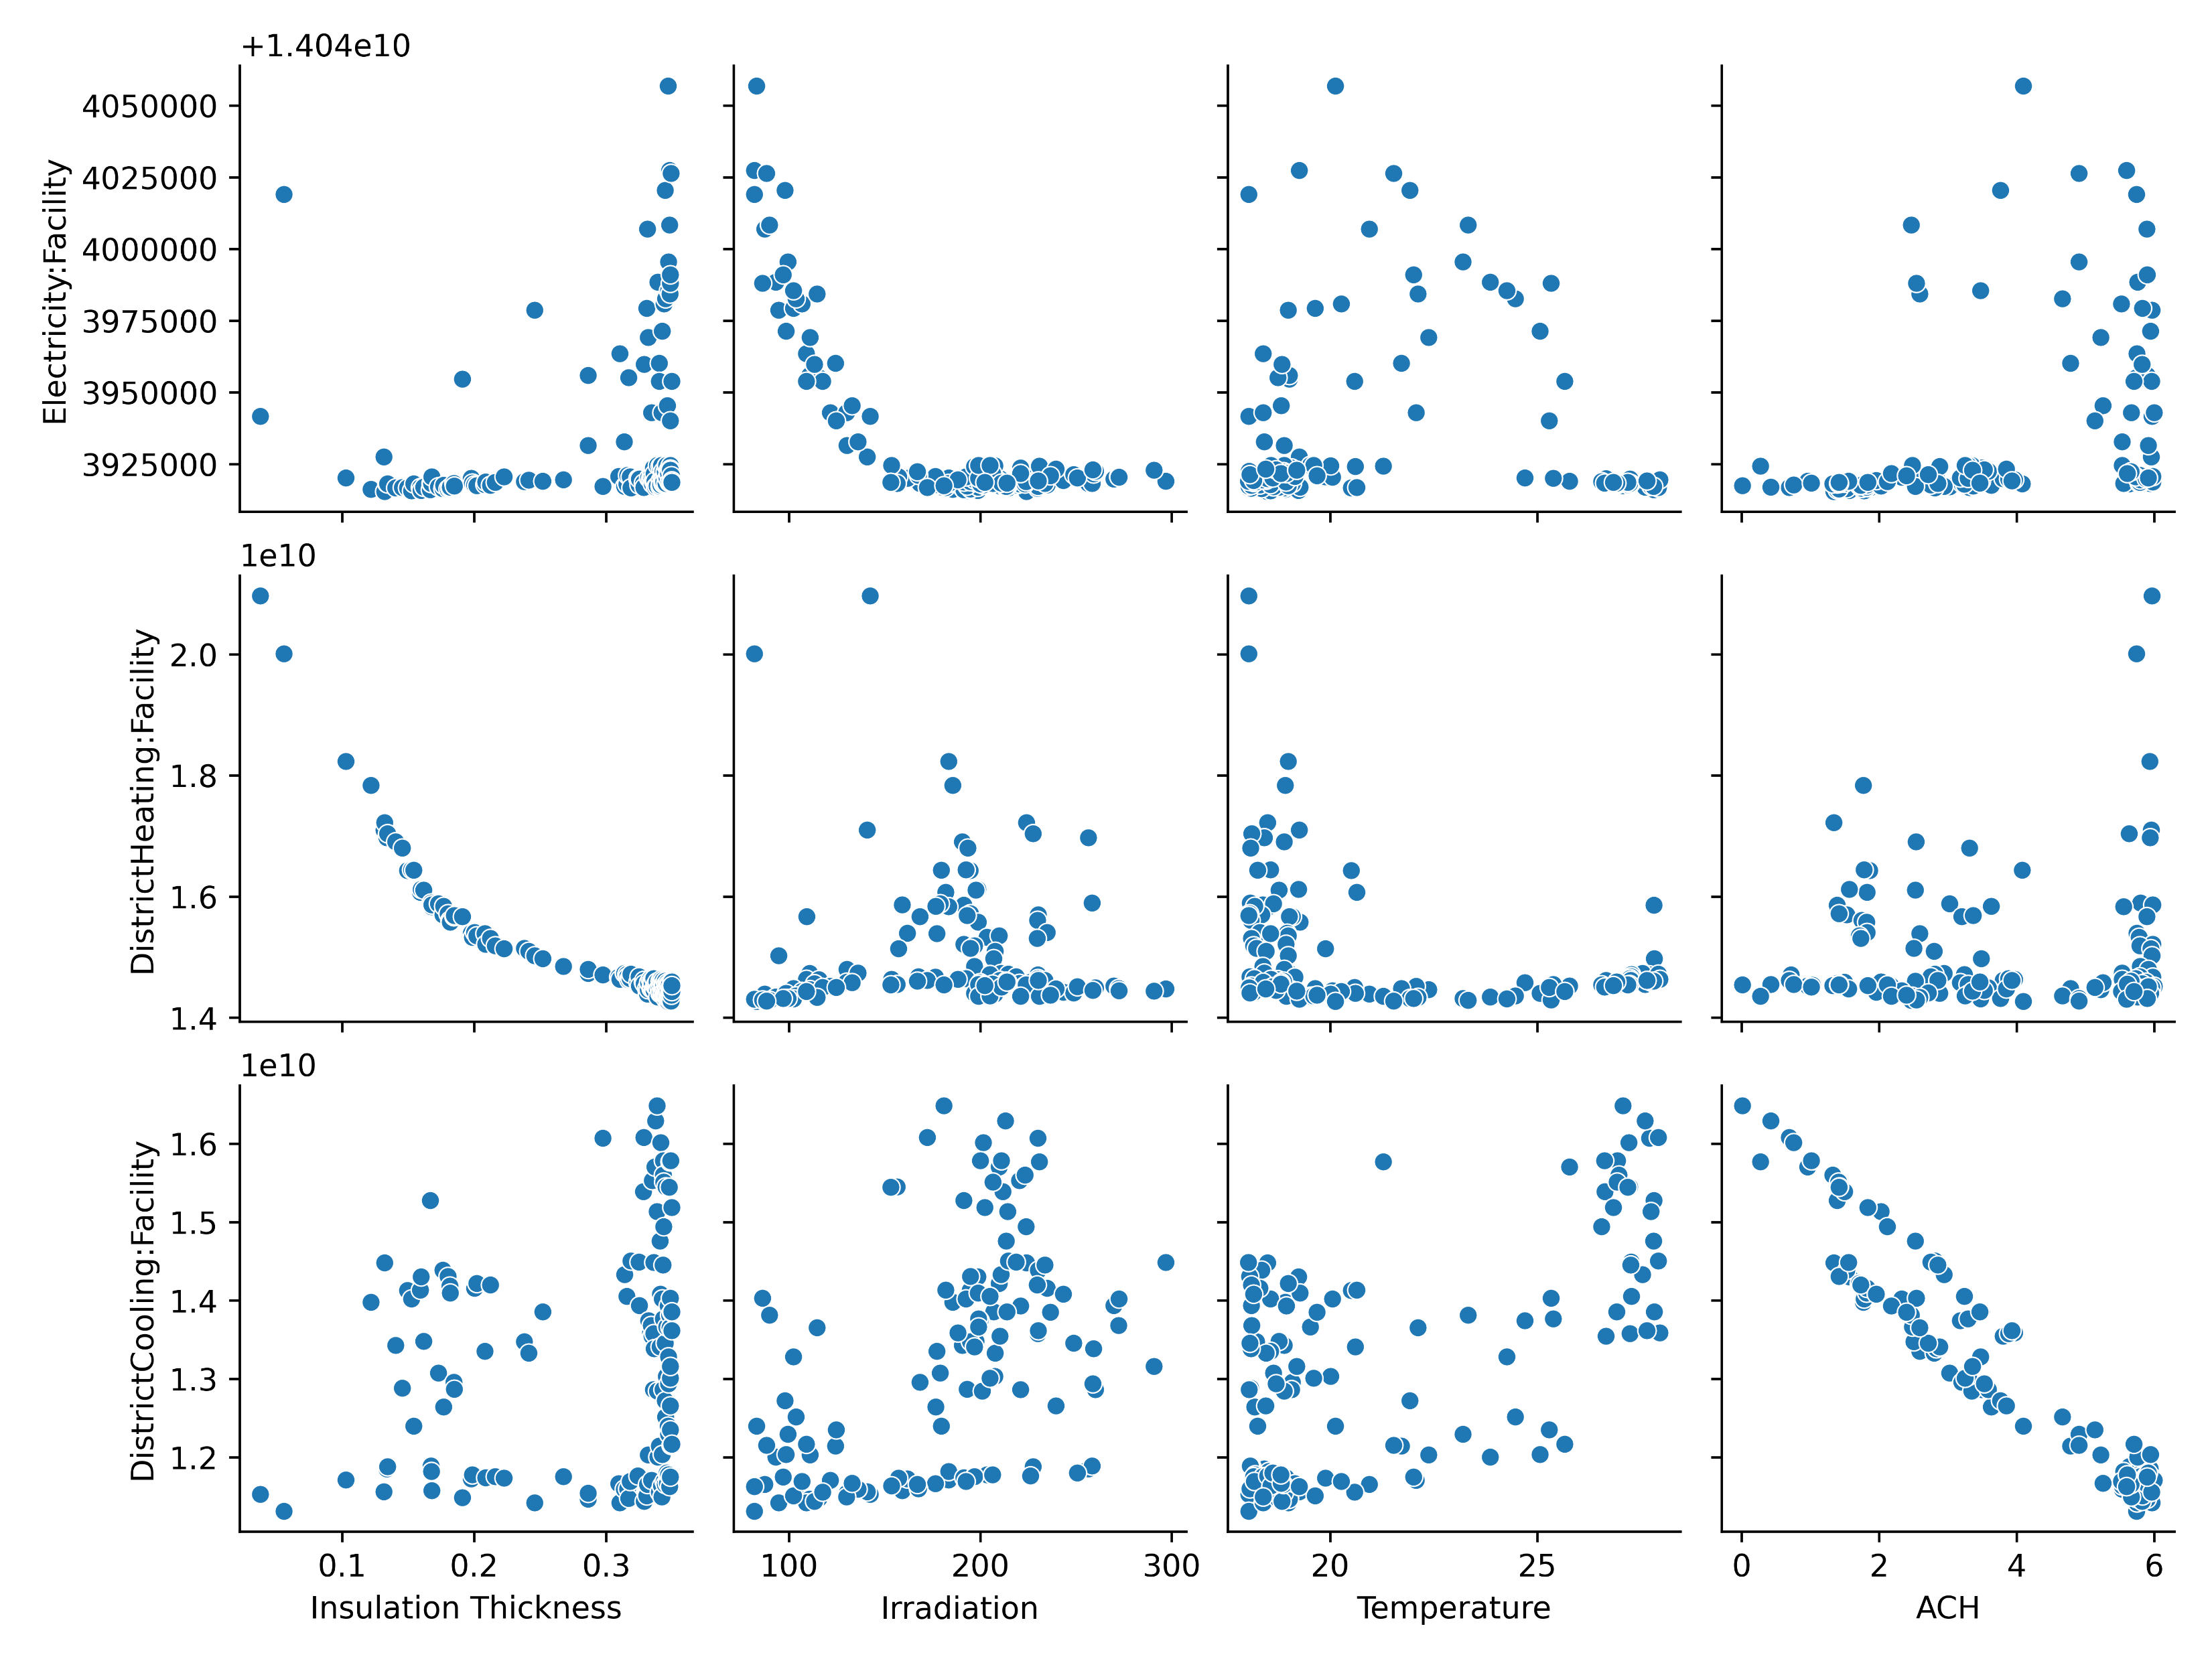 +1.404e10
4050000
4025000
4000000
3975000
3950000
3925000
Electricity:Facility
1e10
2.0
1.8
1.6
1.4
DistrictHeating:Facility
1e10
1.6
1.5
1.4
1.3
1.2
DistrictCooling:Facility
0.1 0.2 0.3
100 200 300
20 25
0 2 4 6
Insulation Thickness
Irradiation
Temperature
ACH